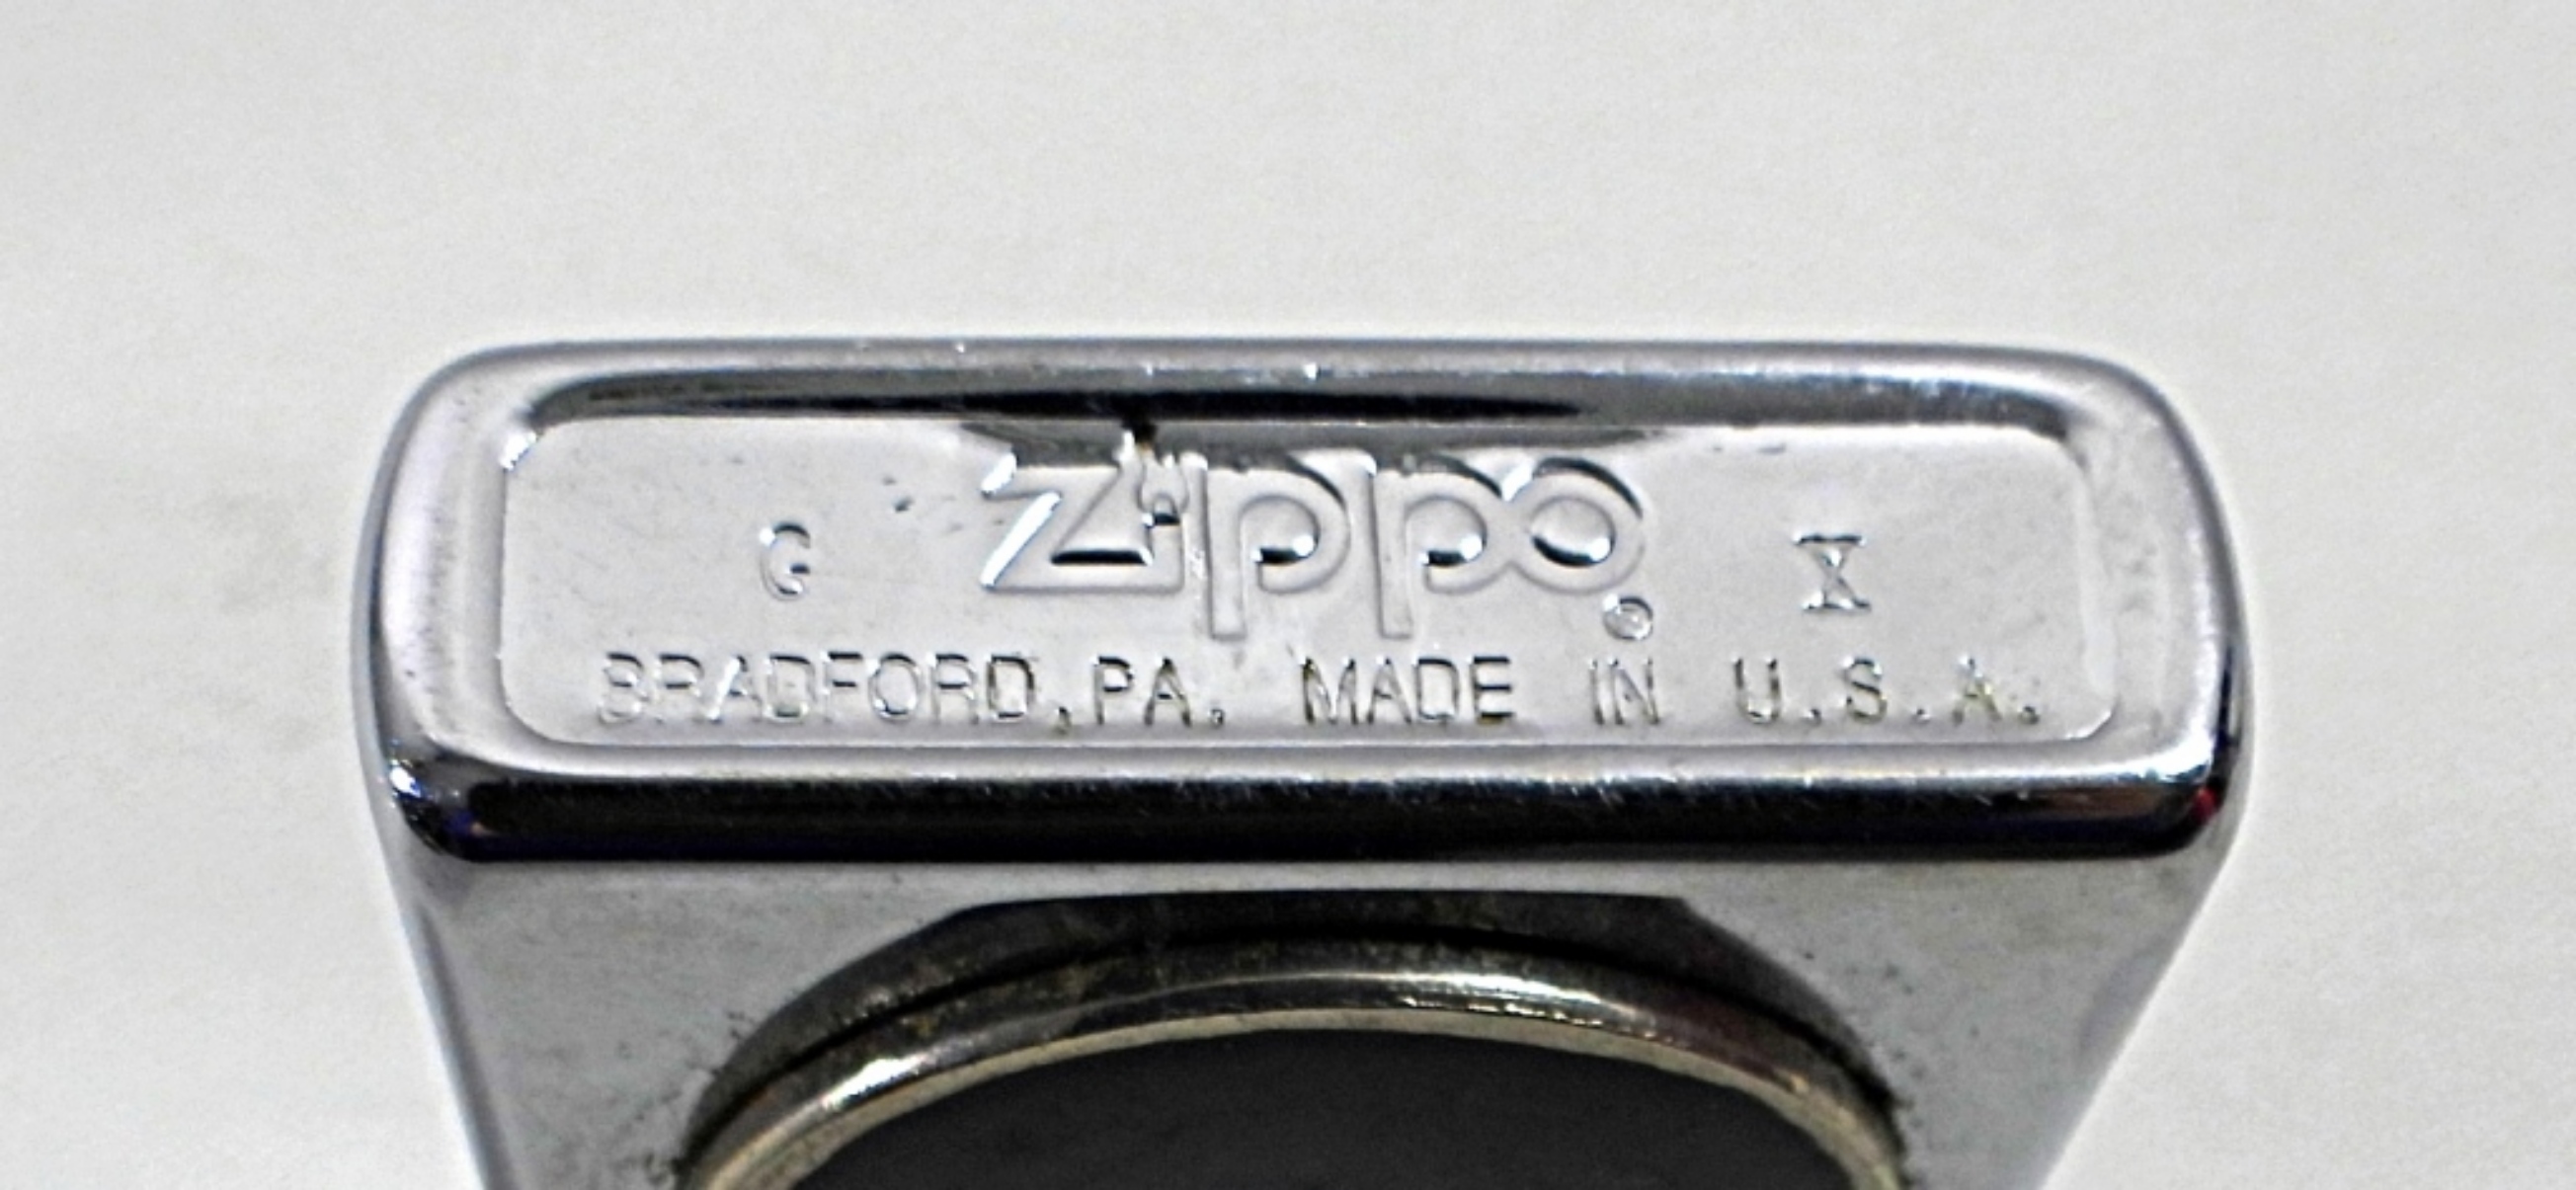 G zippo ® X
BRADFORD, PA. MADE IN U.S.A.